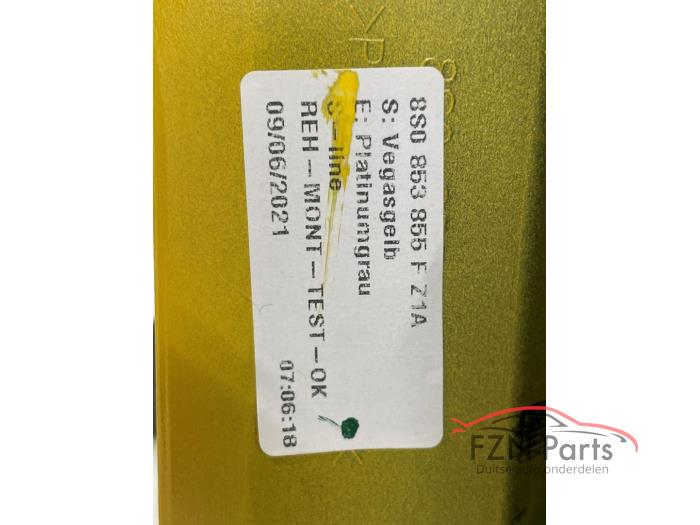 8S0 853 855 F Z1A
S: Vegasgelb
E: Platinumgrau
S-line
REH-MONT-TEST-OK
09/06/2021
07:06:18
FZN-Parts
Duitse auto onderdelen